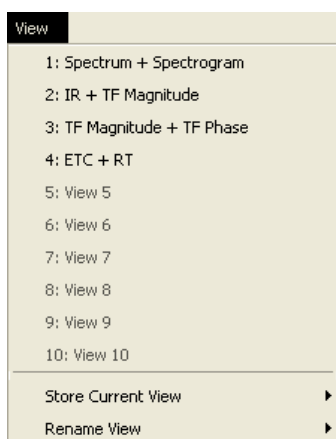 View
1: Spectrum + Spectrogram
2: IR + TF Magnitude
3: TF Magnitude + TF Phase
4: ETC + RT
5: View 5
6: View 6
7: View 7
8: View 8
9: View 9
10: View 10
Store Current View
Rename View